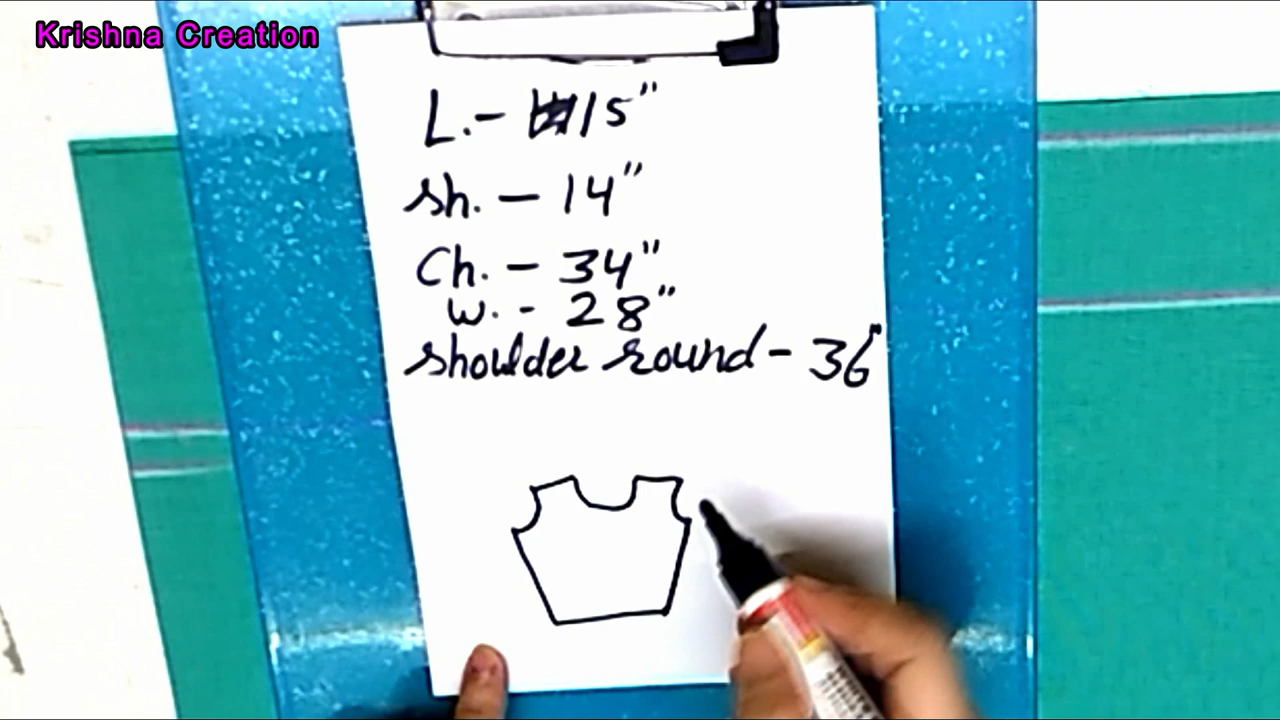 Krishna Creation
L. - 15"
sh. - 14"
Ch. - 34"
W. - 28"
shoulder round - 36"